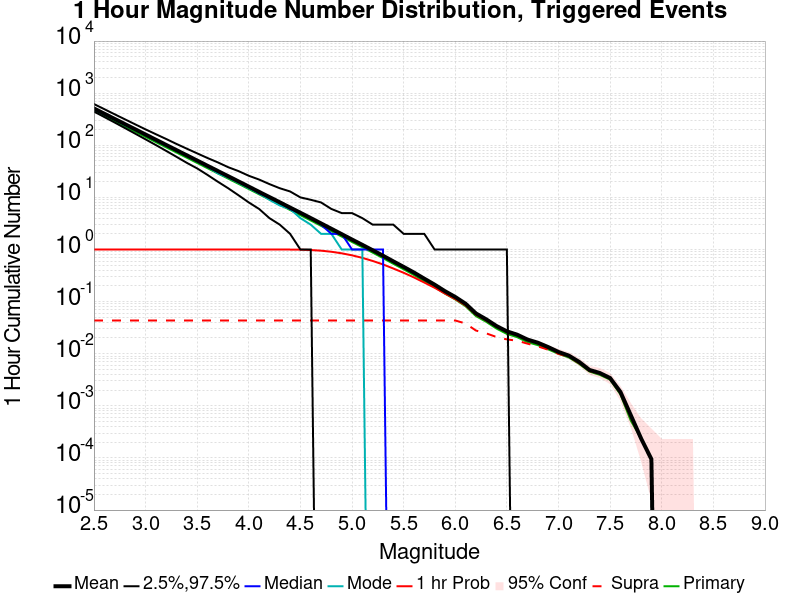 1 Hour Magnitude Number Distribution, Triggered Events
1 Hour Cumulative Number
10^4
10^3
10^2
10^1
10^0
10^-1
10^-2
10^-3
10^-4
10^-5
2.5 3.0 3.5 4.0 4.5 5.0 5.5 6.0 6.5 7.0 7.5 8.0 8.5 9.0
Magnitude
Mean 2.5%,97.5% Median Mode 1 hr Prob 95% Conf Supra Primary